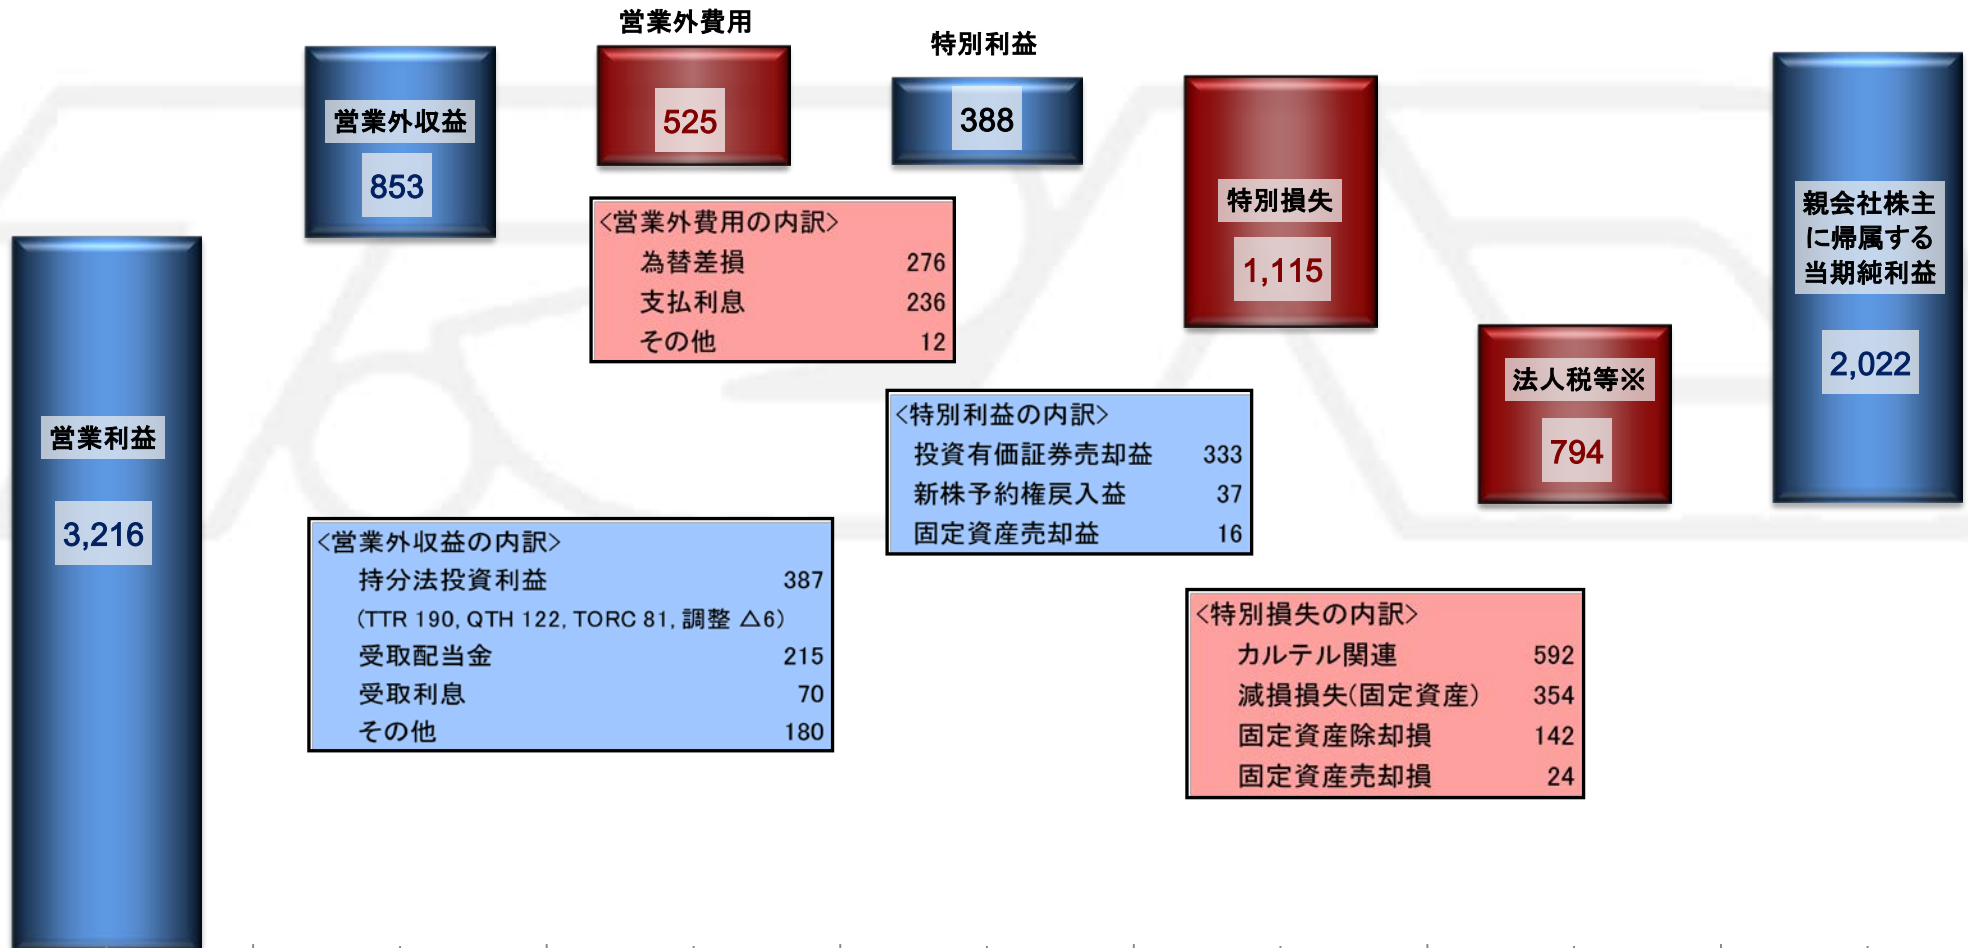 営業利益
3,216
営業外収益
853
<営業外収益の内訳>
持分法投資利益 387
(TTR 190, QTH 122, TORC 81, 調整 △6)
受取配当金 215
受取利息 70
その他 180
営業外費用
525
<営業外費用の内訳>
為替差損 276
支払利息 236
その他 12
特別利益
388
<特別利益の内訳>
投資有価証券売却益 333
新株予約権戻入益 37
固定資産売却益 16
特別損失
1,115
<特別損失の内訳>
カルテル関連 592
減損損失(固定資産) 354
固定資産除却損 142
固定資産売却損 24
法人税等※
794
親会社株主
に帰属する
当期純利益
2,022